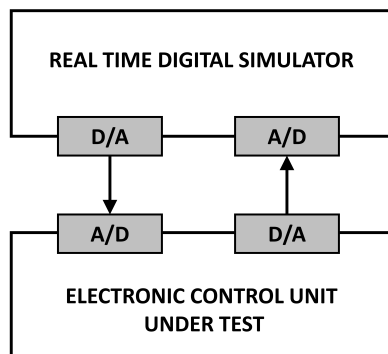 REAL TIME DIGITAL SIMULATOR
D/A
A/D
A/D
D/A
ELECTRONIC CONTROL UNIT
UNDER TEST